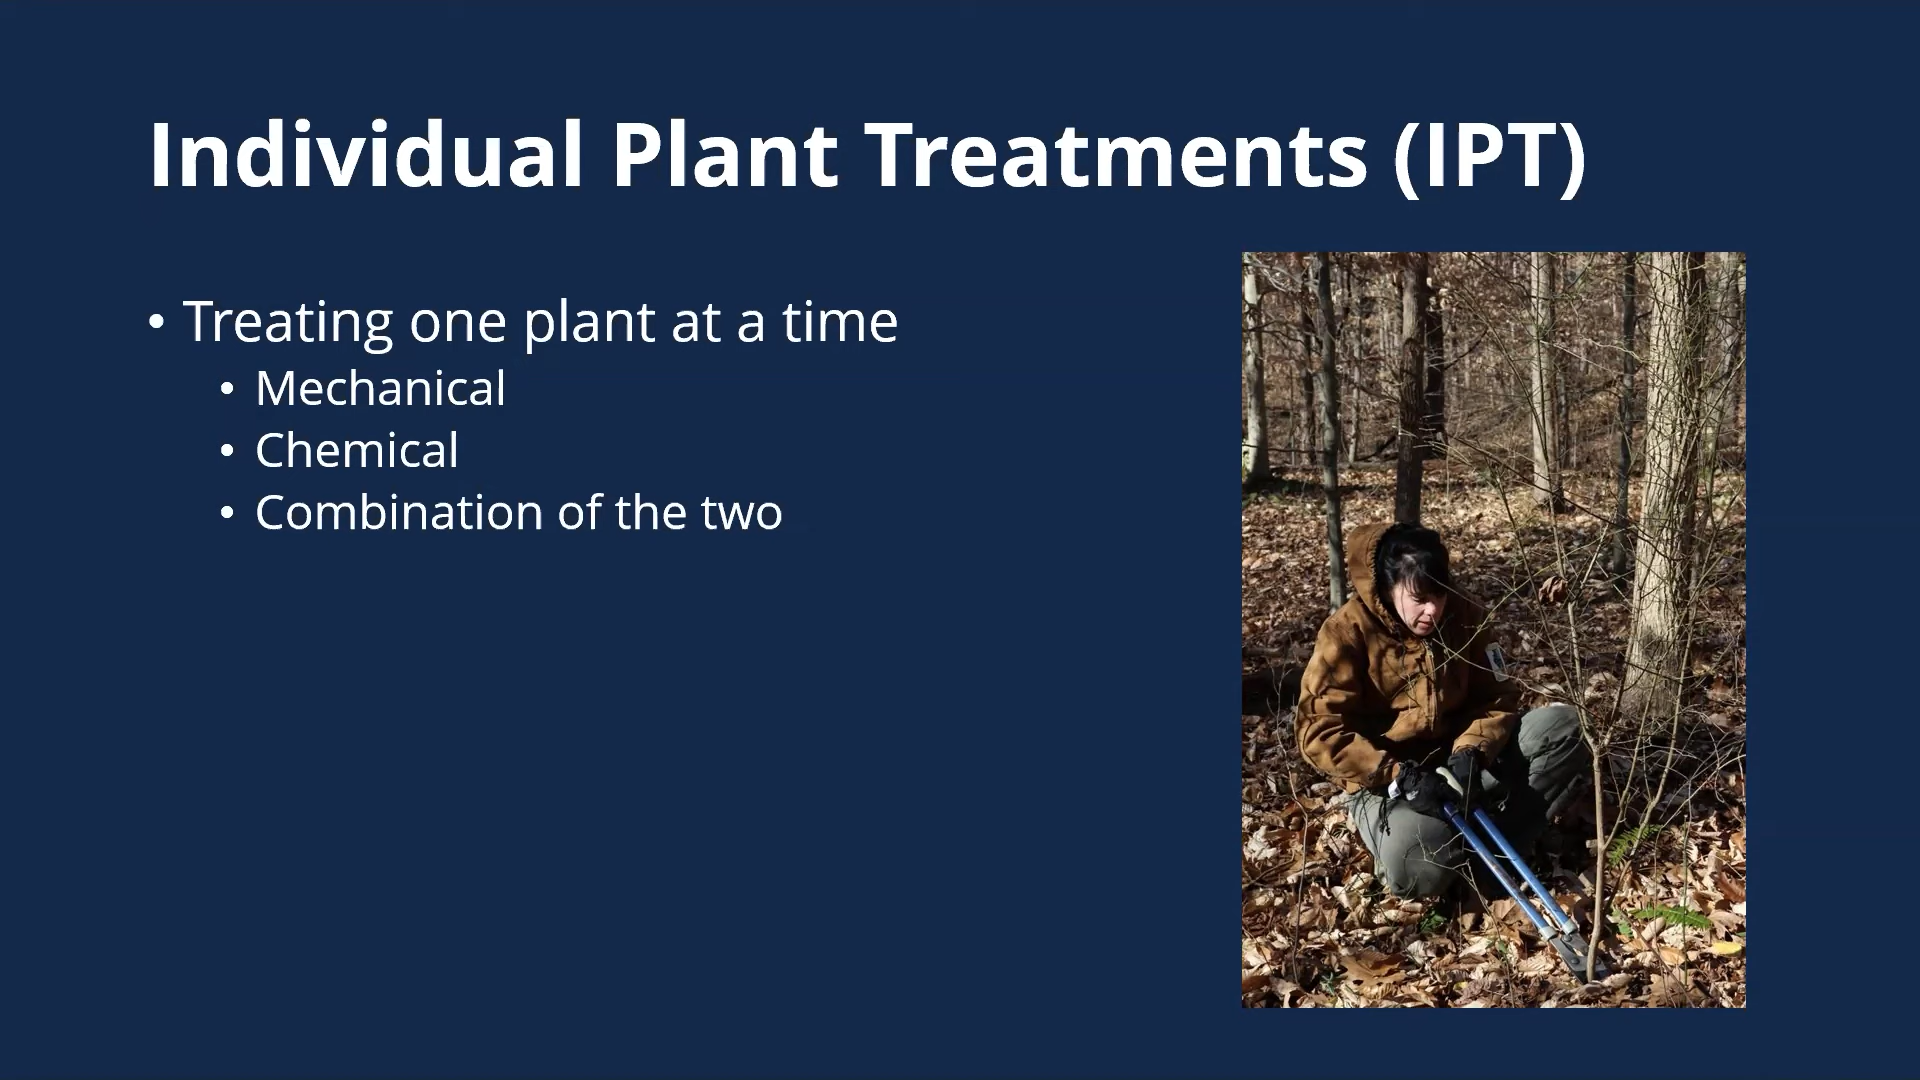 Individual Plant Treatments (IPT)
• Treating one plant at a time
• Mechanical
• Chemical
• Combination of the two